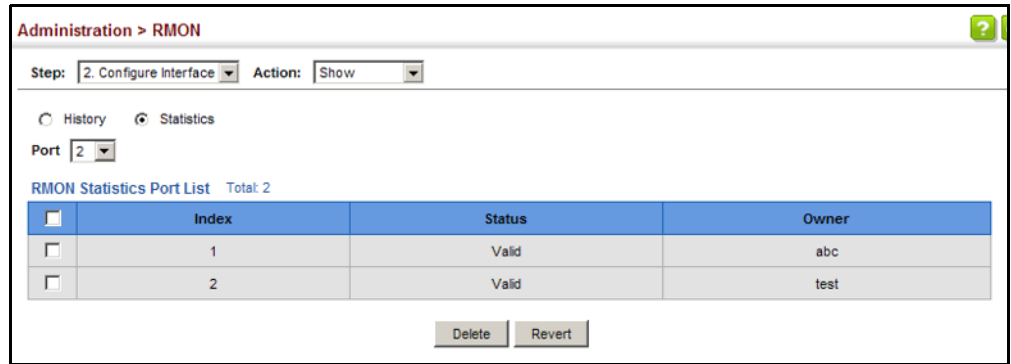 Administration > RMON
?
Step: 2. Configure Interface Action: Show
History Statistics
Port 2
RMON Statistics Port List Total: 2
Index Status Owner
1 Valid abc
2 Valid test
Delete Revert